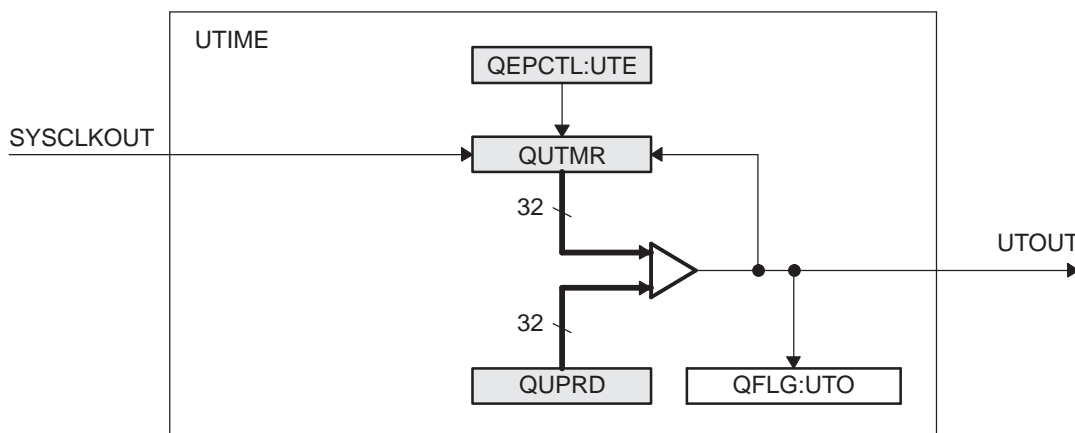 UTIME
QEPCTL:UTE
SYSCLKOUT
QUTMR
32
UTOUT
32
QUPRD
QFLG:UTO